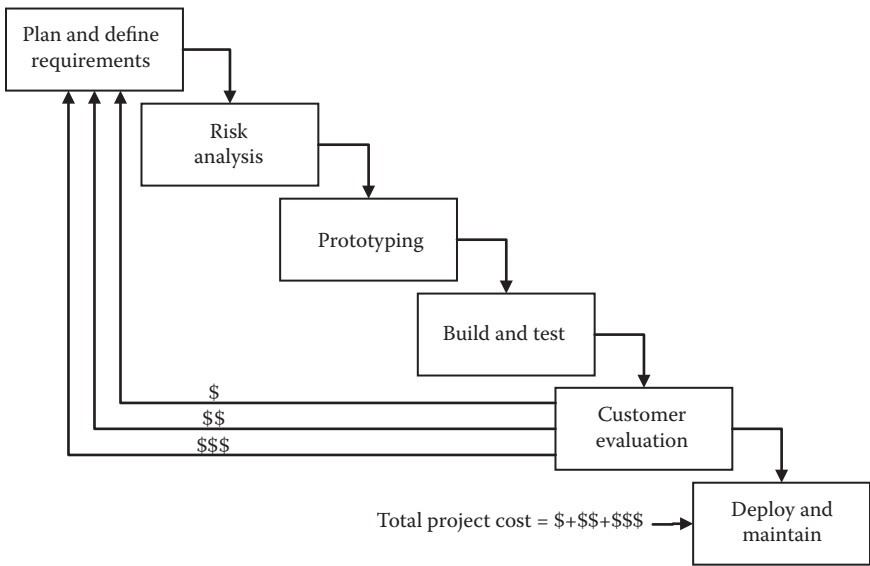 Plan and define
requirements
Risk
analysis
Prototyping
Build and test
$
$$
$$$
Customer
evaluation
Total project cost = $+$$+$$$
Deploy and
maintain